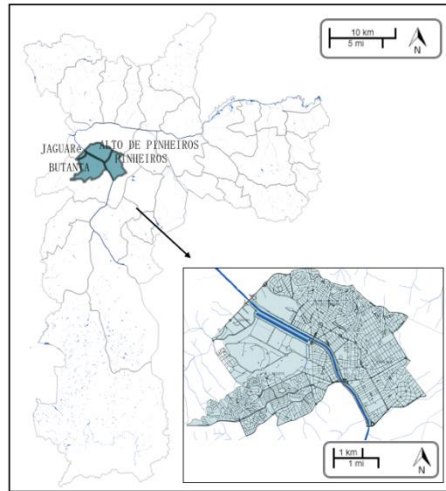 10 km
5 mi
N
JAGUARé
ALTO DE PINHEIROS
PINHEIROS
BUTANTA
1 km
1 mi
N